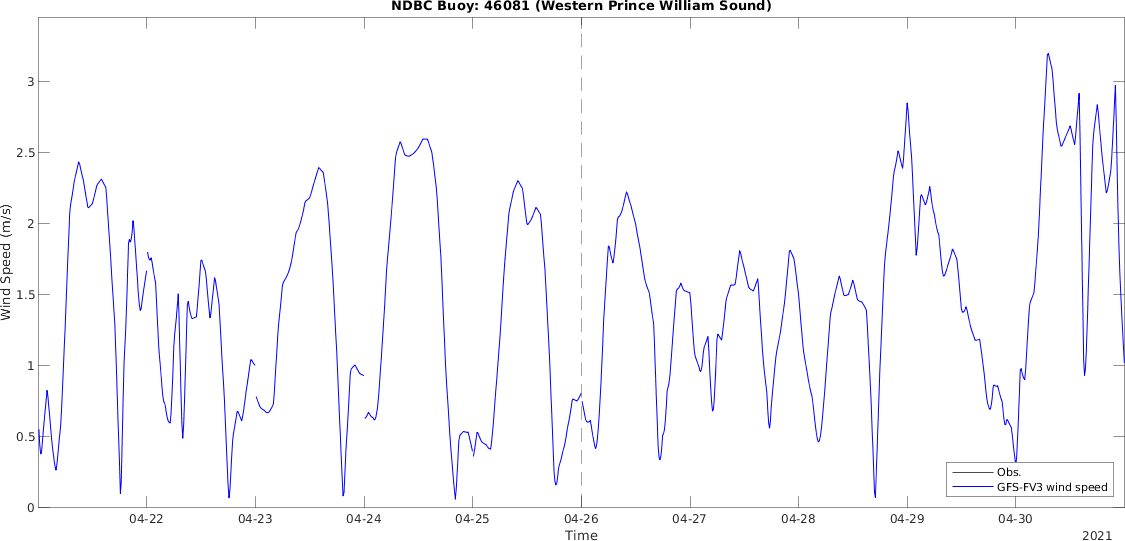 NDBC Buoy: 46081 (Western Prince William Sound)
Wind Speed (m/s)
3
2.5
2
1.5
1
0.5
0
Obs.
GFS-FV3 wind speed
04-22 04-23 04-24 04-25 04-26 04-27 04-28 04-29 04-30
Time
2021